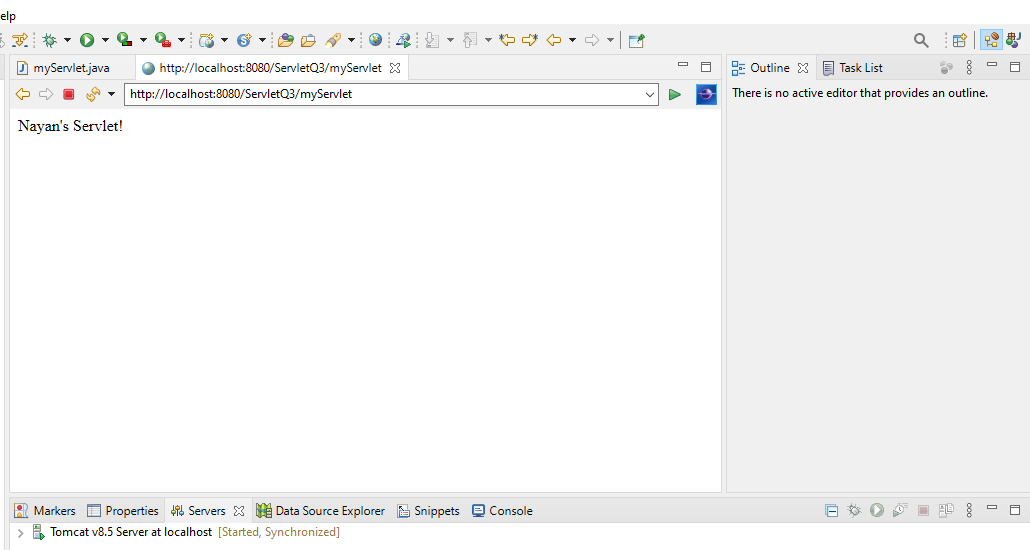 elp
myServlet.java
http://localhost:8080/ServletQ3/myServlet
Outline
Task List
http://localhost:8080/ServletQ3/myServlet
There is no active editor that provides an outline.
Nayan's Servlet!
Markers
Properties
Servers
Data Source Explorer
Snippets
Console
Tomcat v8.5 Server at localhost [Started, Synchronized]